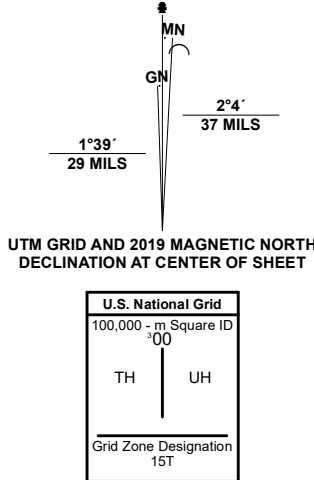 MN
GN
2°4´
37 MILS
1°39´
29 MILS
UTM GRID AND 2019 MAGNETIC NORTH
DECLINATION AT CENTER OF SHEET
U.S. National Grid
100,000 - m Square ID
³00
TH UH
Grid Zone Designation
15T